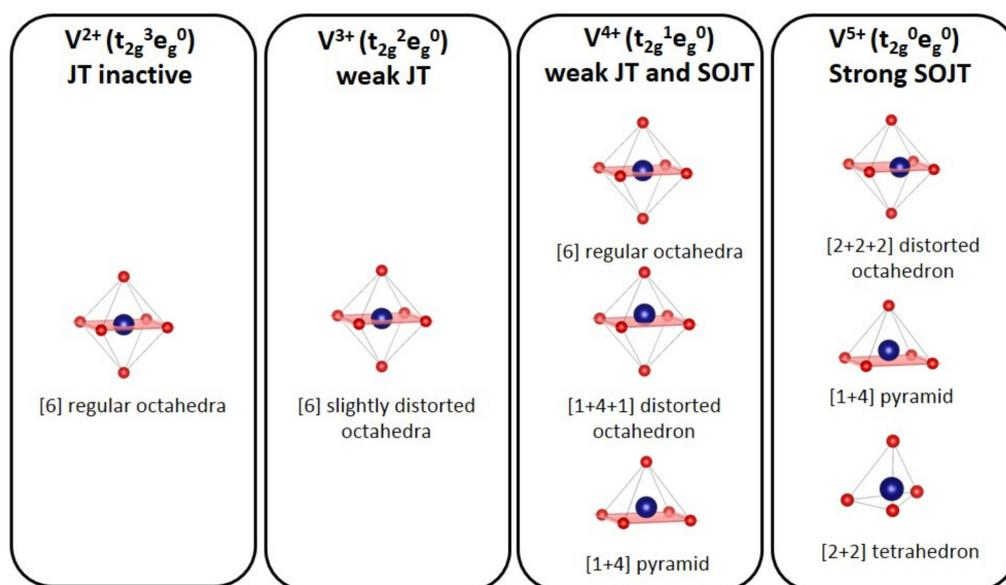 V²⁺ (t₂g³eg⁰)
JT inactive
[6] regular octahedra
V³⁺ (t₂g²eg⁰)
weak JT
[6] slightly distorted
octahedra
V⁴⁺ (t₂g¹eg⁰)
weak JT and SOJT
[6] regular octahedra
[1+4+1] distorted
octahedron
[1+4] pyramid
V⁵⁺ (t₂g⁰eg⁰)
Strong SOJT
[2+2+2] distorted
octahedron
[1+4] pyramid
[2+2] tetrahedron